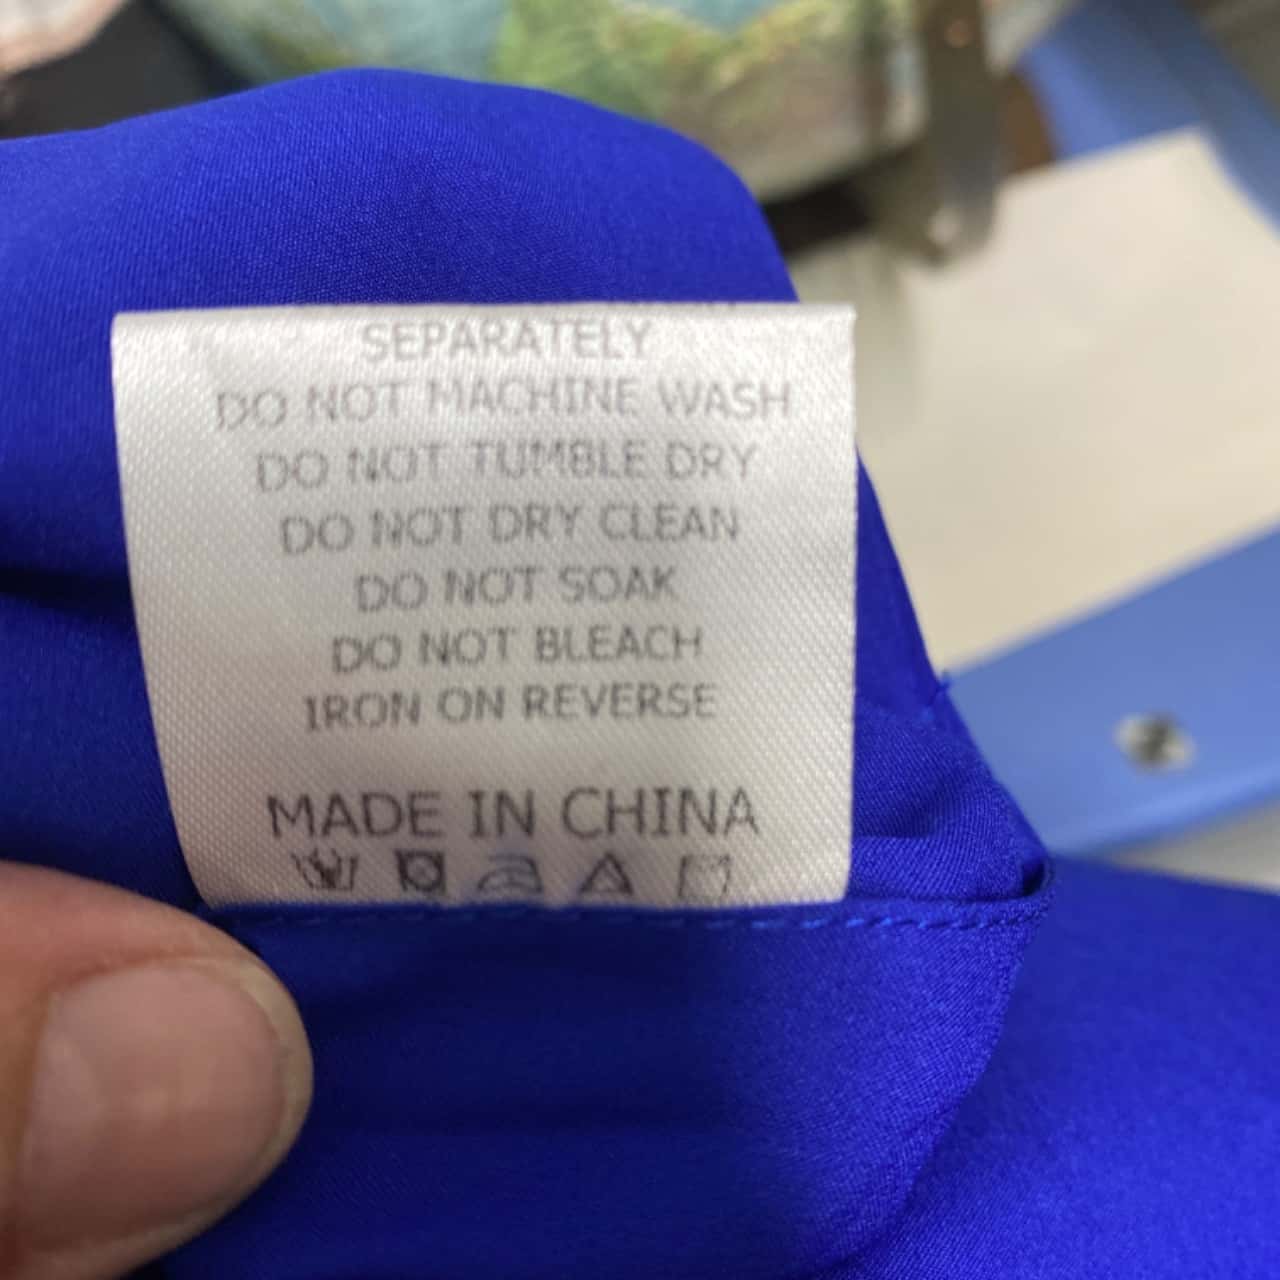 SEPARATELY
DO NOT MACHINE WASH
DO NOT TUMBLE DRY
DO NOT DRY CLEAN
DO NOT SOAK
DO NOT BLEACH
IRON ON REVERSE
MADE IN CHINA